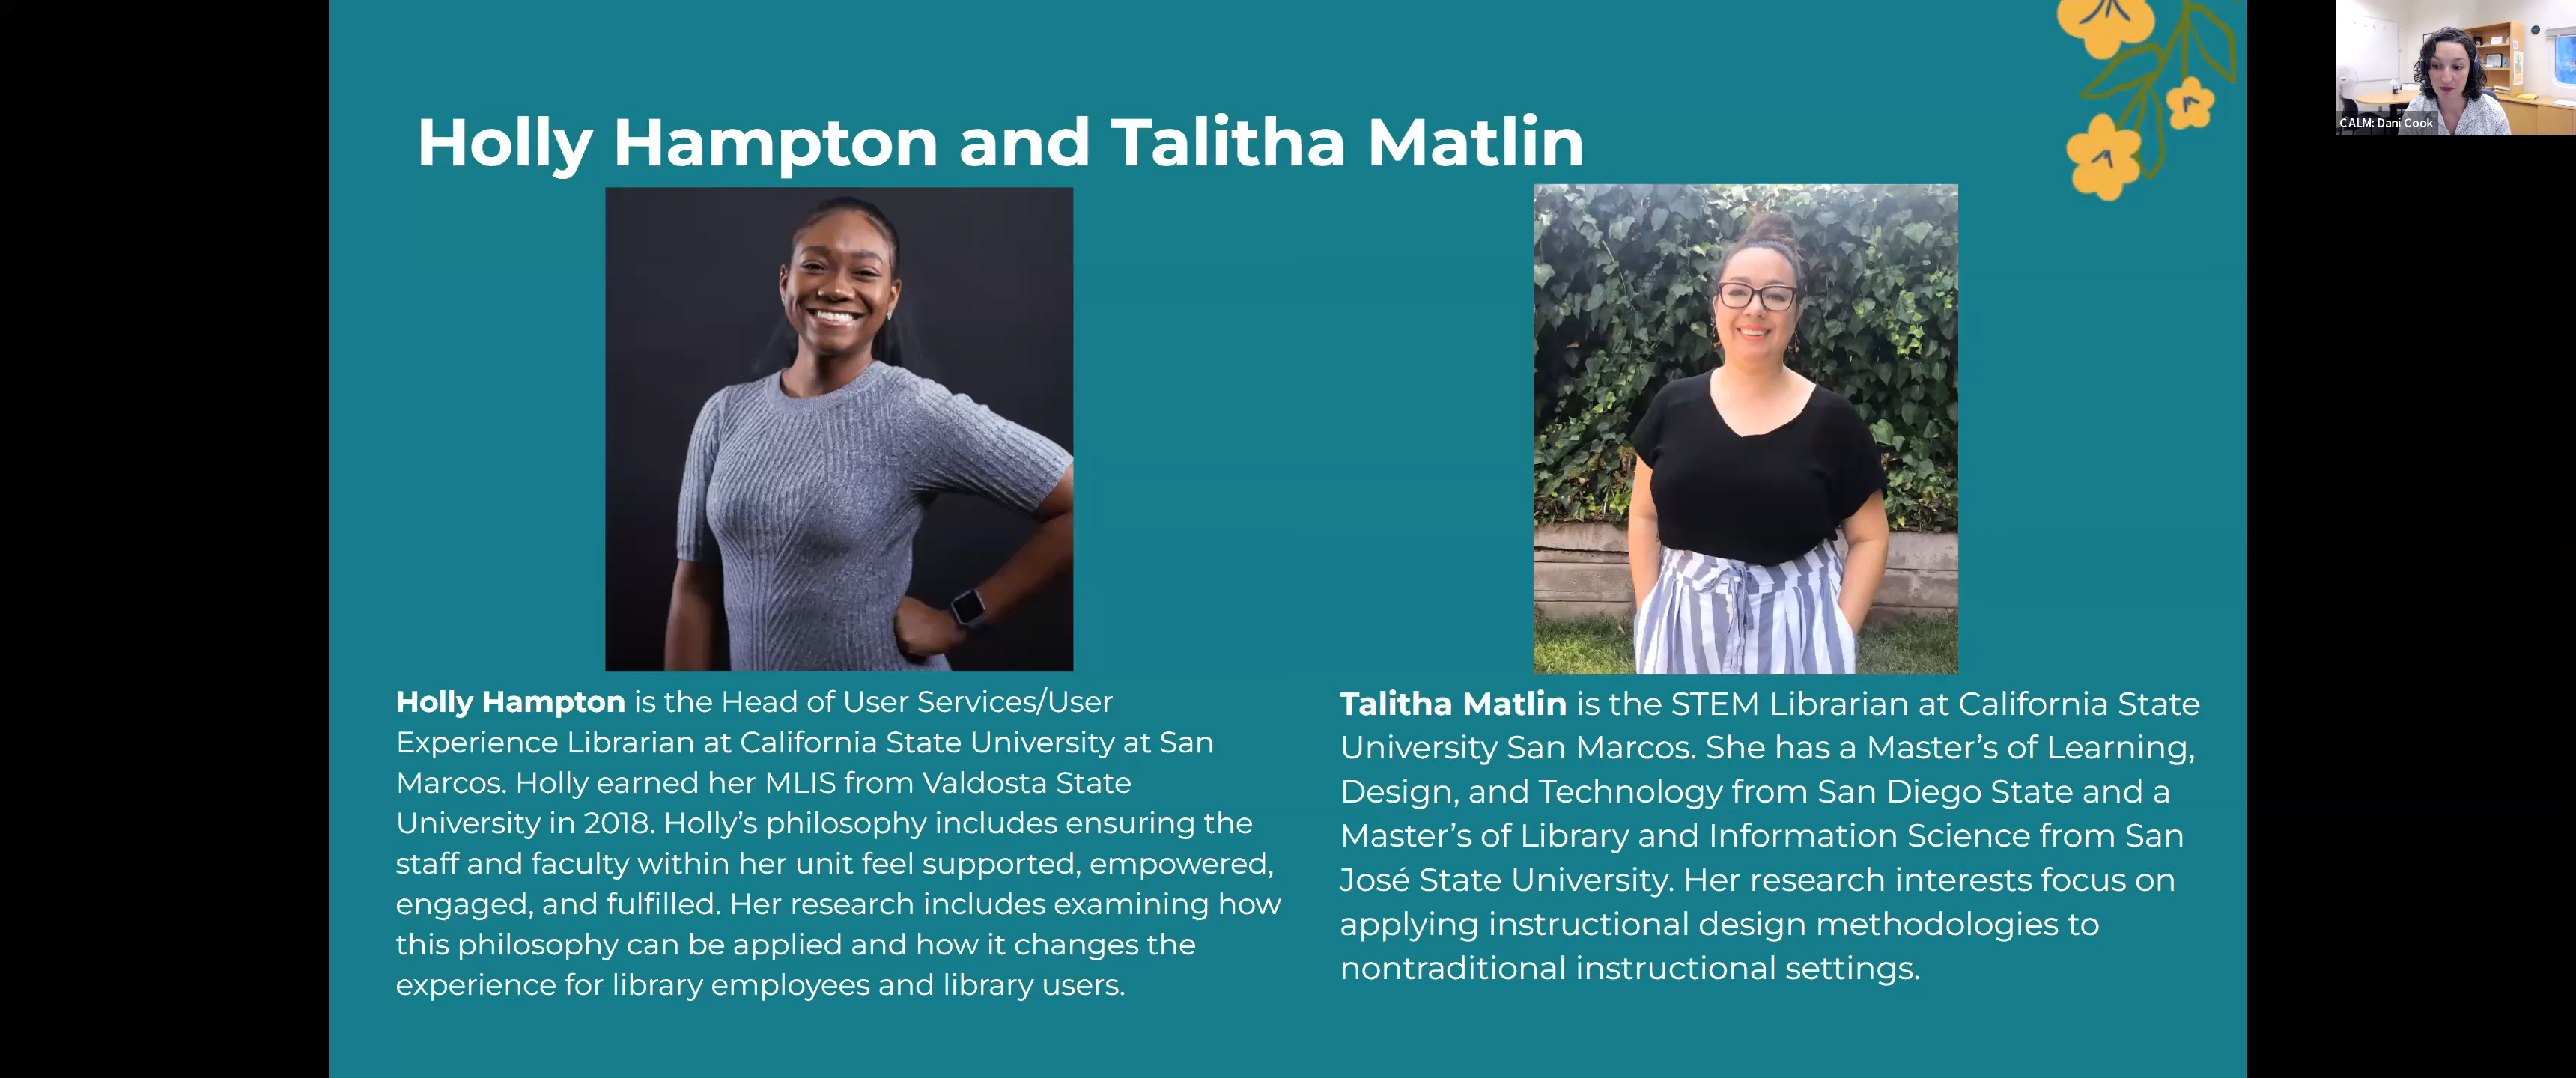 Holly Hampton and Talitha Matlin
Holly Hampton is the Head of User Services/User
Experience Librarian at California State University at San
Marcos. Holly earned her MLIS from Valdosta State
University in 2018. Holly’s philosophy includes ensuring the
staff and faculty within her unit feel supported, empowered,
engaged, and fulfilled. Her research includes examining how
this philosophy can be applied and how it changes the
experience for library employees and library users.
Talitha Matlin is the STEM Librarian at California State
University San Marcos. She has a Master’s of Learning,
Design, and Technology from San Diego State and a
Master’s of Library and Information Science from San
José State University. Her research interests focus on
applying instructional design methodologies to
nontraditional instructional settings.
CALM: Dani Cook